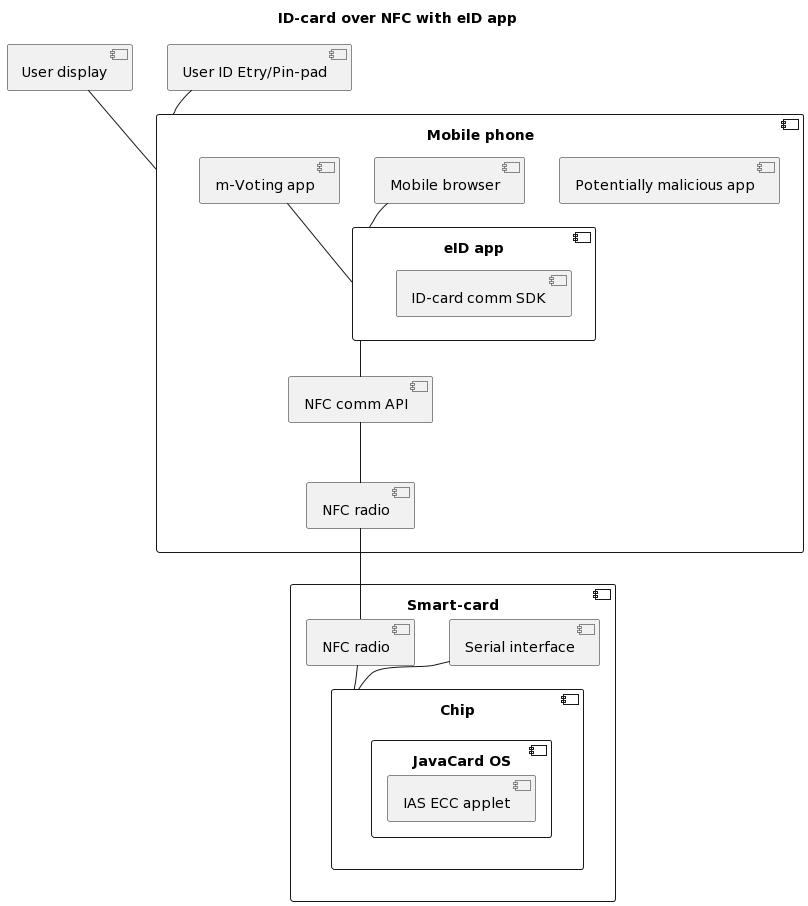 ID-card over NFC with eID app
User display
User ID Etry/Pin-pad
Mobile phone
m-Voting app
Mobile browser
Potentially malicious app
eID app
ID-card comm SDK
NFC comm API
NFC radio
Smart-card
NFC radio
Serial interface
Chip
JavaCard OS
IAS ECC applet